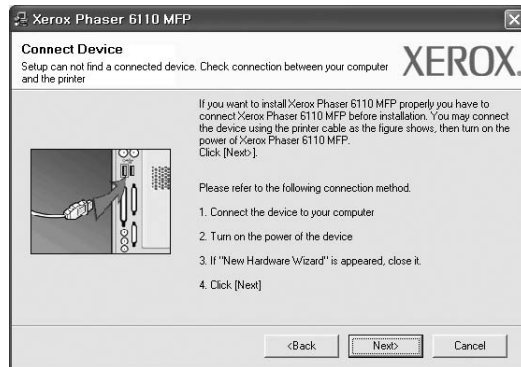 Xerox Phaser 6110 MFP
Connect Device
Setup can not find a connected device. Check connection between your computer
and the printer
XEROX.
If you want to install Xerox Phaser 6110 MFP properly you have to
connect Xerox Phaser 6110 MFP before installation. You may connect
the device using the printer cable as the figure shows, then turn on the
power of Xerox Phaser 6110 MFP.
Click [Next>].
Please refer to the following connection method.
1. Connect the device to your computer
2. Turn on the power of the device
3. If "New Hardware Wizard" is appeared, close it.
4. Click [Next]
<Back
Next>
Cancel